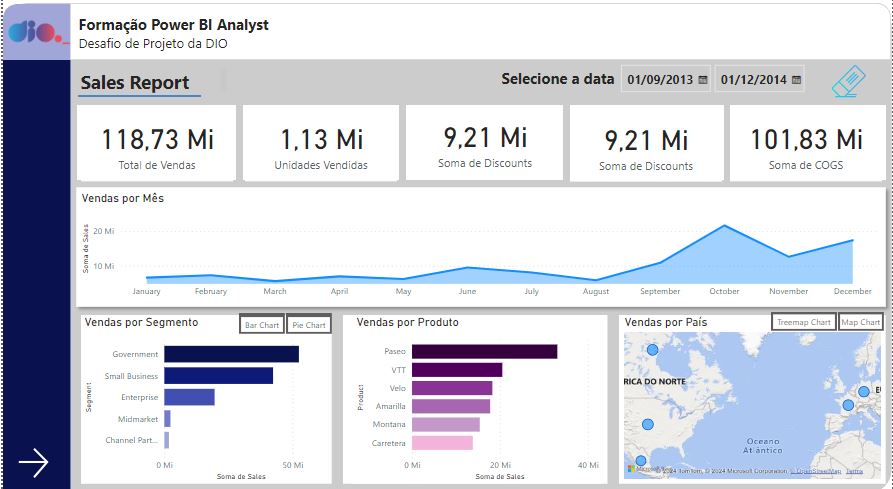 dio.
Formação Power BI Analyst
Desafio de Projeto da DIO
Sales Report
Selecione a data
01/09/2013
01/12/2014
118,73 Mi
Total de Vendas
1,13 Mi
Unidades Vendidas
9,21 Mi
Soma de Discounts
9,21 Mi
Soma de Discounts
101,83 Mi
Soma de COGS
Vendas por Mês
Soma de Sales
20 Mi
10 Mi
January
February
March
April
May
June
July
August
September
October
November
December
Vendas por Segmento
Bar Chart
Pie Chart
Segment
Government
Small Business
Enterprise
Midmarket
Channel Part...
0 Mi
50 Mi
Soma de Sales
Vendas por Produto
Product
Paseo
VTT
Velo
Amarilla
Montana
Carretera
0 Mi
20 Mi
40 Mi
Soma de Sales
Vendas por País
Treemap Chart
Map Chart
RICA DO NORTE
EU
Oceano
Atlântico
Microsoft
© 2024 TomTom, © 2024 Microsoft Corporation, © OpenStreetMap Terms